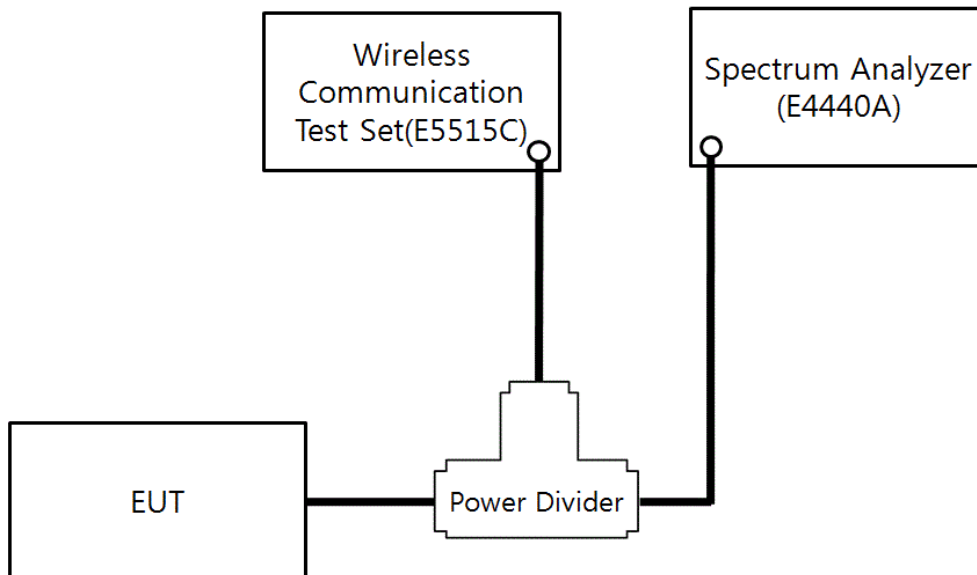 Wireless
Communication
Test Set(E5515C)
Spectrum Analyzer
(E4440A)
EUT
Power Divider